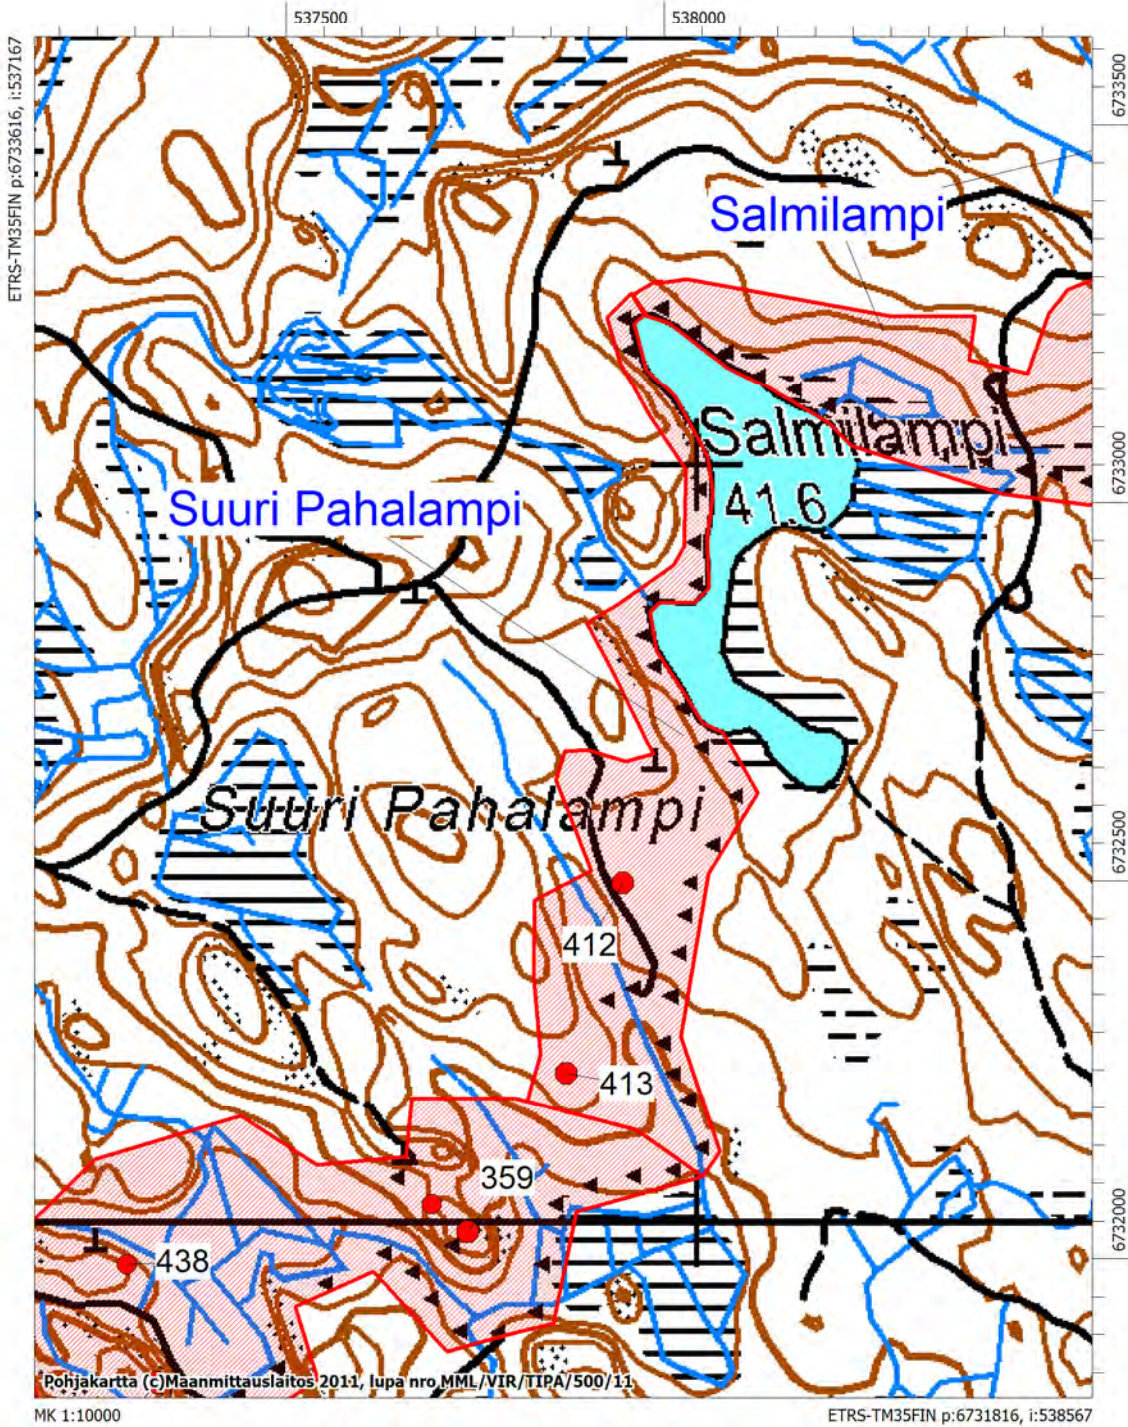 537500
538000
ETRS-TM35FIN p:6733616, i:537167
6733500
Salmilampi
Salmilampi
41.6
6733000
Suuri Pahalampi
Suuri Pahalampi
6732500
412
413
359
438
6732000
Pohjakartta (c)Maanmittauslaitos 2011, lupa nro MML/VIR/TIPA/500/11
MK 1:10000
ETRS-TM35FIN p:6731816, i:538567